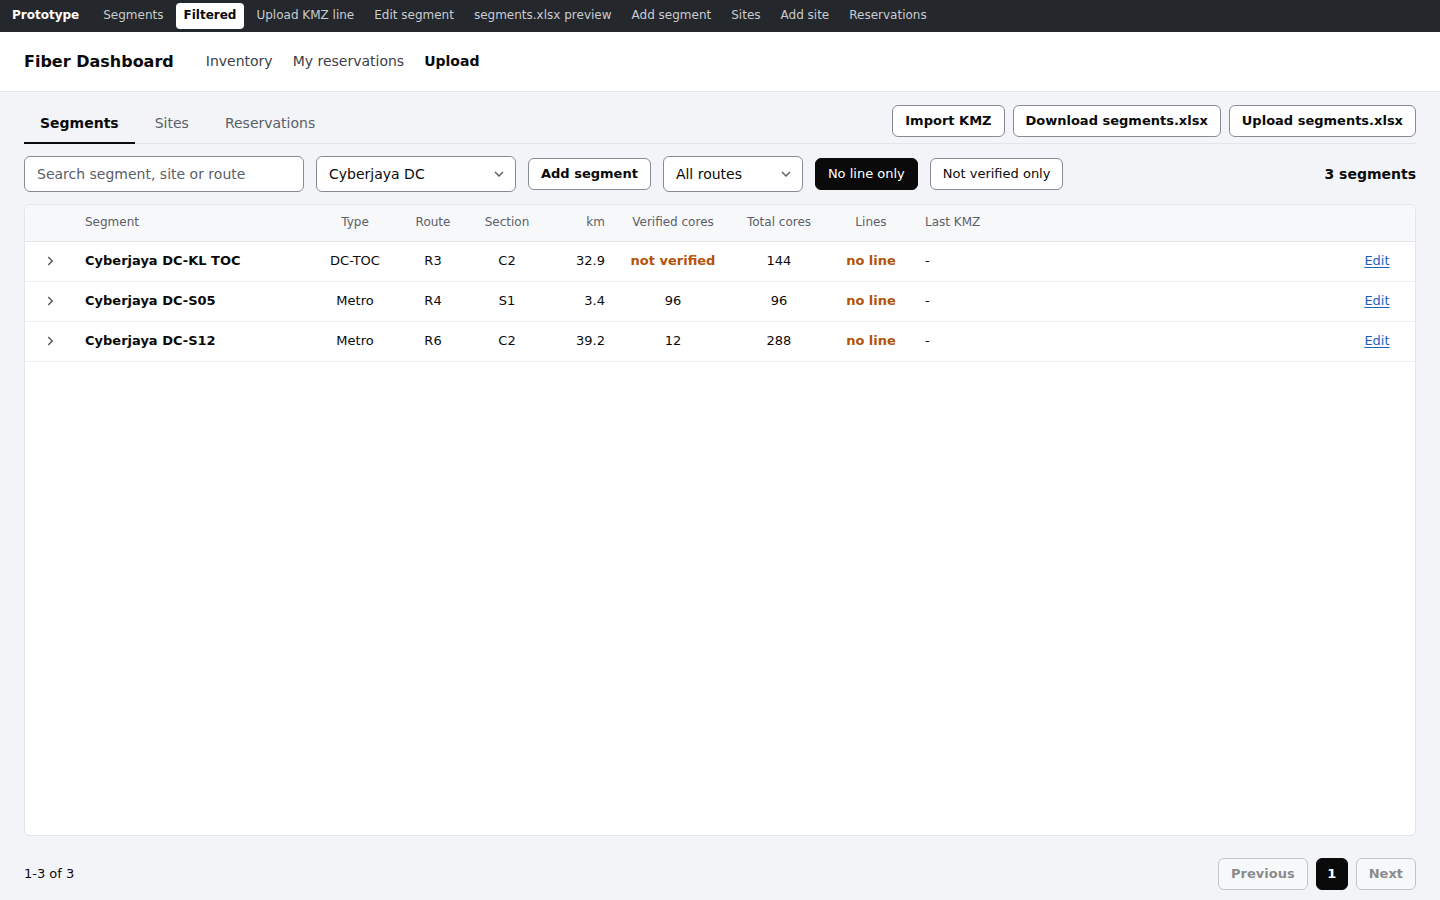 Prototype Segments Filtered Upload KMZ line Edit segment segments.xlsx preview Add segment Sites Add site Reservations
Fiber Dashboard Inventory My reservations Upload
Segments Sites Reservations Import KMZ Download segments.xlsx Upload segments.xlsx
Search segment, site or route Cyberjaya DC Add segment All routes No line only Not verified only 3 segments
Segment Type Route Section km Verified cores Total cores Lines Last KMZ
Cyberjaya DC-KL TOC DC-TOC R3 C2 32.9 not verified 144 no line - Edit
Cyberjaya DC-S05 Metro R4 S1 3.4 96 96 no line - Edit
Cyberjaya DC-S12 Metro R6 C2 39.2 12 288 no line - Edit
1-3 of 3 Previous 1 Next